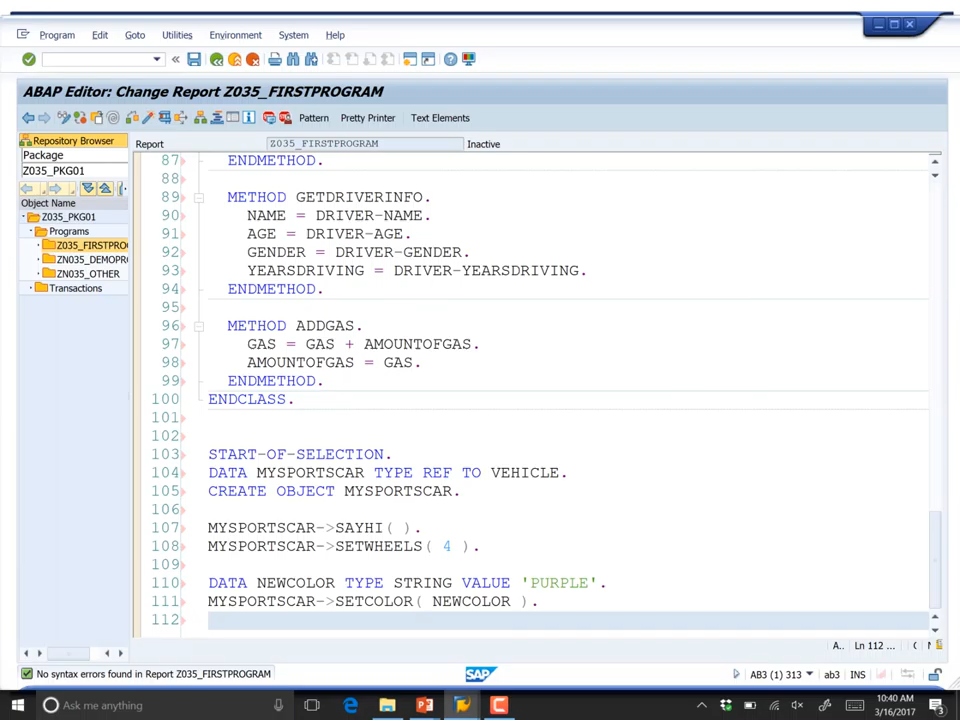 Program Edit Goto Utilities Environment System Help
ABAP Editor: Change Report Z035_FIRSTPROGRAM
Pattern Pretty Printer Text Elements
Repository Browser
Package
Z035_PKG01
Object Name
Z035_PKG01
Programs
Z035_FIRSTPRO
ZN035_DEMOPR
ZN035_OTHER
Transactions
Report Z035_FIRSTPROGRAM Inactive
87 ENDMETHOD.
88
89 METHOD GETDRIVERINFO.
90 NAME = DRIVER-NAME.
91 AGE = DRIVER-AGE.
92 GENDER = DRIVER-GENDER.
93 YEARSDRIVING = DRIVER-YEARSDRIVING.
94 ENDMETHOD.
95
96 METHOD ADDGAS.
97 GAS = GAS + AMOUNTOFGAS.
98 AMOUNTOFGAS = GAS.
99 ENDMETHOD.
100 ENDCLASS.
101
102
103 START-OF-SELECTION.
104 DATA MYSPORTSCAR TYPE REF TO VEHICLE.
105 CREATE OBJECT MYSPORTSCAR.
106
107 MYSPORTSCAR->SAYHI( ).
108 MYSPORTSCAR->SETWHEELS( 4 ).
109
110 DATA NEWCOLOR TYPE STRING VALUE 'PURPLE'.
111 MYSPORTSCAR->SETCOLOR( NEWCOLOR ).
112
A.. Ln 112 ...
No syntax errors found in Report Z035_FIRSTPROGRAM
SAP
AB3 (1) 313 ab3 INS
Ask me anything
10:40 AM
3/16/2017
3